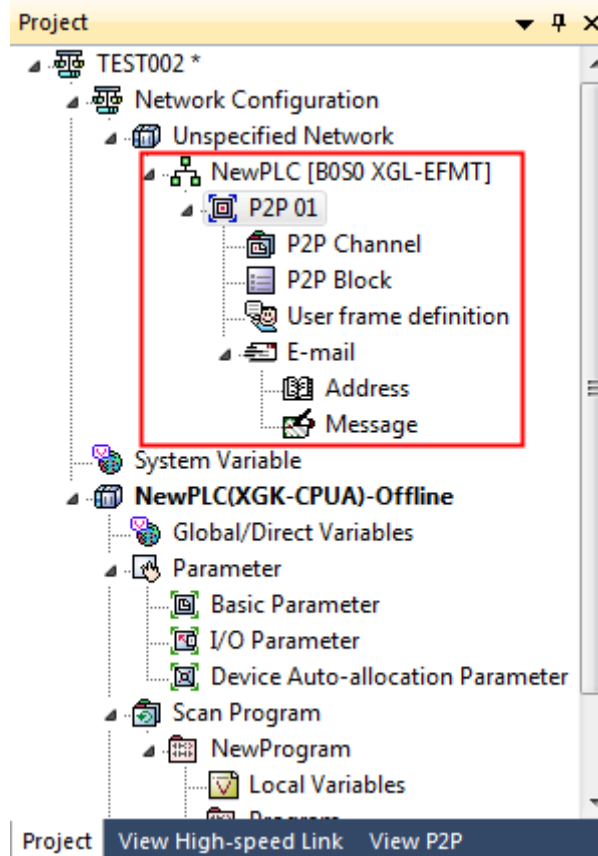 Project
TEST002 *
Network Configuration
Unspecified Network
NewPLC [B0S0 XGL-EFMT]
P2P 01
P2P Channel
P2P Block
User frame definition
E-mail
Address
Message
System Variable
NewPLC(XGK-CPUA)-Offline
Global/Direct Variables
Parameter
Basic Parameter
I/O Parameter
Device Auto-allocation Parameter
Scan Program
NewProgram
Local Variables
Project View High-speed Link View P2P